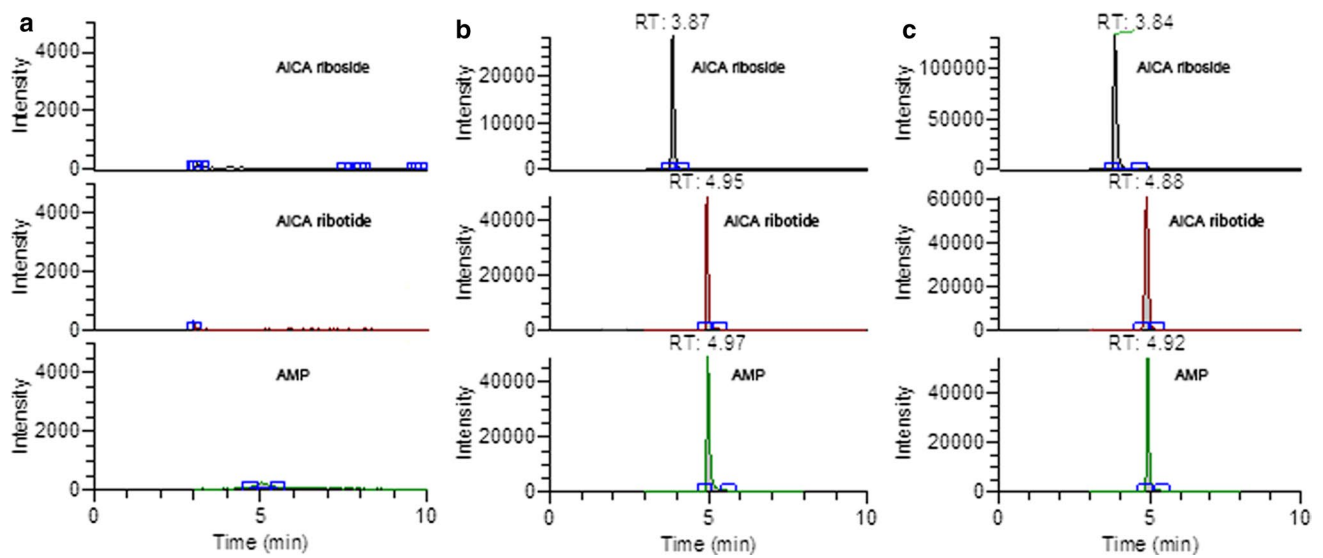 a
Intensity
4000
2000
0
AICA riboside
Intensity
4000
2000
0
AICA ribotide
Intensity
4000
2000
0
AMP
0
5
10
Time (min)
b
RT: 3.87
Intensity
20000
10000
0
AICA riboside
RT: 4.95
Intensity
40000
20000
0
AICA ribotide
RT: 4.97
Intensity
40000
20000
0
AMP
0
5
10
Time (min)
c
RT: 3.84
Intensity
100000
50000
0
AICA riboside
RT: 4.88
Intensity
60000
40000
20000
0
AICA ribotide
RT: 4.92
Intensity
40000
20000
0
AMP
0
5
10
Time (min)